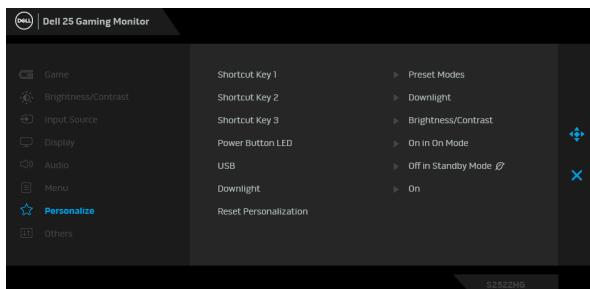 DELL
Dell 25 Gaming Monitor
Game
Brightness/Contrast
Input Source
Display
Audio
Menu
Personalize
Others
Shortcut Key 1 Preset Modes
Shortcut Key 2 Downlight
Shortcut Key 3 Brightness/Contrast
Power Button LED On in On Mode
USB Off in Standby Mode
Downlight On
Reset Personalization
S2522HG